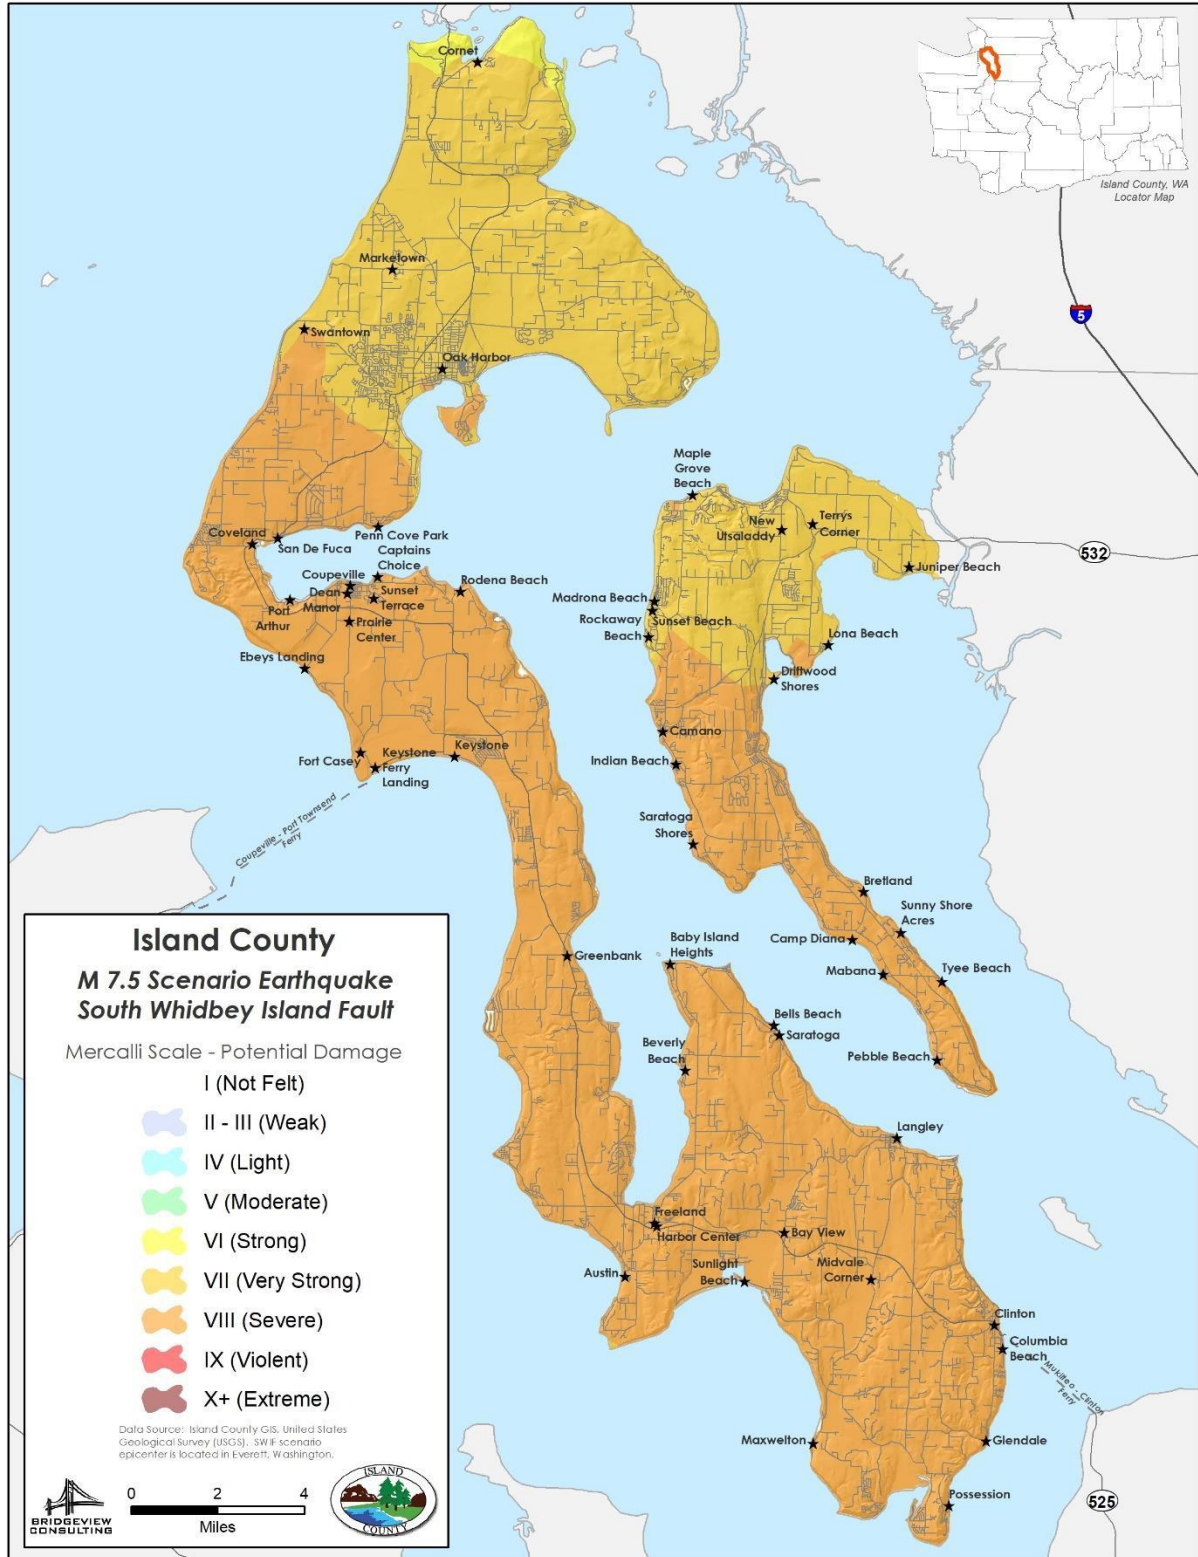 Cornet
Island County, WA
Locator Map
Marketown
5
Swantown
Oak Harbor
Maple
Grove
Beach
New
Utsaladdy
Terrys
Corner
532
Coveland
San De Fuca
Penn Cove Park
Captains
Choice
Juniper Beach
Coupeville
Dean
Manor
Sunset
Terrace
Rodena Beach
Madrona Beach
Port
Arthur
Prairie
Center
Rockaway
Beach
Sunset Beach
Lona Beach
Ebeys Landing
Driftwood
Shores
Camano
Fort Casey
Keystone
Ferry
Landing
Keystone
Indian Beach
Coupeville - Port Townsend
Ferry
Saratoga
Shores
Bretland
Sunny Shore
Acres
Camp Diana
Baby Island
Heights
Greenbank
Mabana
Tyee Beach
Bells Beach
Saratoga
Beverly
Beach
Pebble Beach
Langley
Freeland
Harbor Center
Bay View
Austin
Sunlight
Beach
Midvale
Corner
Clinton
Columbia
Beach
Mukilteo - Clinton
Ferry
Maxwelton
Glendale
Possession
525
Island County
M 7.5 Scenario Earthquake
South Whidbey Island Fault
Mercalli Scale - Potential Damage
I (Not Felt)
II - III (Weak)
IV (Light)
V (Moderate)
VI (Strong)
VII (Very Strong)
VIII (Severe)
IX (Violent)
X+ (Extreme)
Data Source: Island County GIS, United States
Geological Survey (USGS). SWIF scenario
epicenter is located in Everett, Washington.
BRIDGEVIEW
CONSULTING
0 2 4
Miles
ISLAND
COUNTY